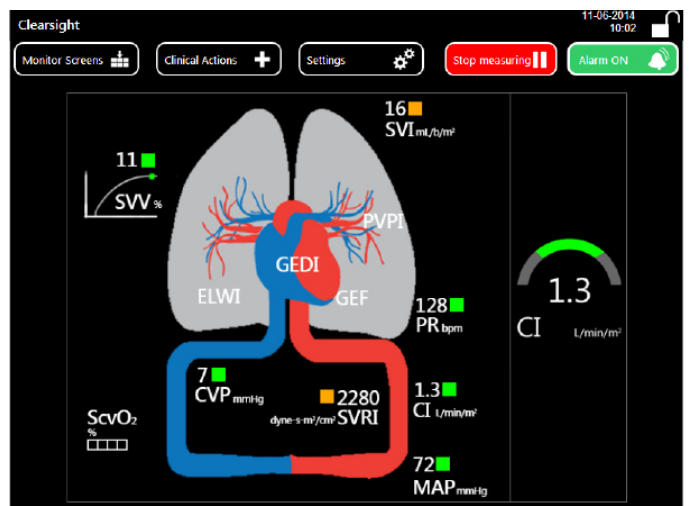 Clearsight
11-06-2014
10:02
Monitor Screens
Clinical Actions
Settings
Stop measuring
Alarm ON
16
SVI mL/b/m²
11
SVV %
PVPI
GEDI
ELWI
GEF
128
PR bpm
1.3
CI L/min/m²
7
CVP mmHg
2280
dyne-s-m²/cm⁵ SVRI
1.3
CI L/min/m²
ScvO₂
%
72
MAP mmHg